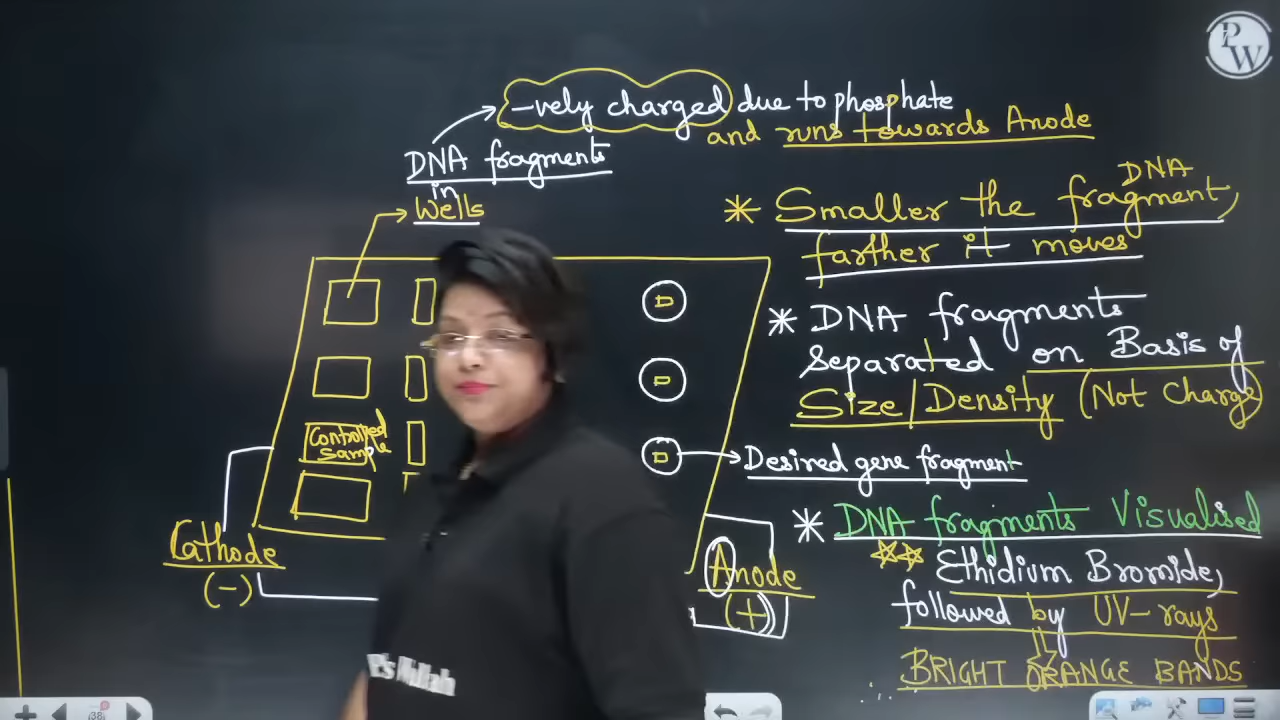 PW
-vely charged due to phosphate
and runs towards Anode
DNA fragments
in
Wells
* Smaller the DNA fragment,
farther it moves
* DNA fragments
separated on Basis of
Size/Density (Not Charge)
Controlled
Sample
Desired gene fragment
* DNA fragments Visualised
Ethidium Bromide,
followed by UV-rays
BRIGHT ORANGE BANDS
Cathode
(-)
Anode
(+)
38